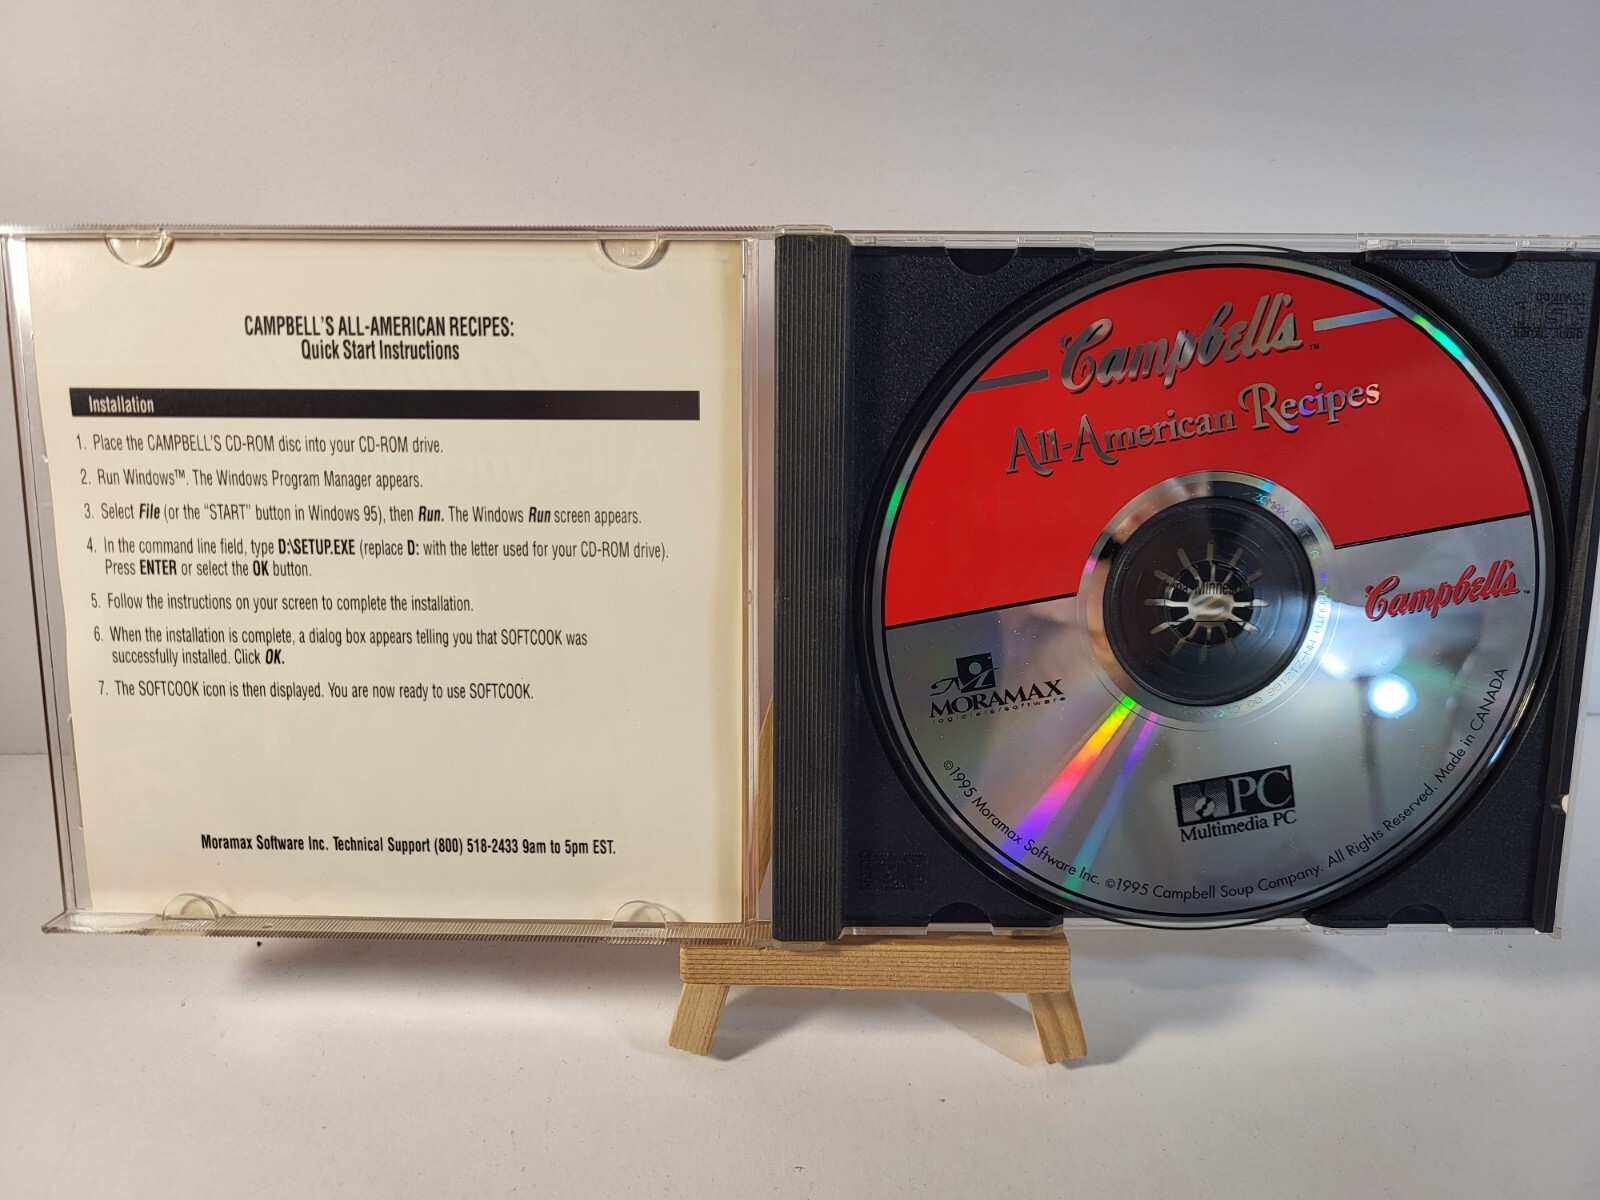 CAMPBELL'S ALL-AMERICAN RECIPES:
Quick Start Instructions
Installation
1. Place the CAMPBELL'S CD-ROM disc into your CD-ROM drive.
2. Run Windows™. The Windows Program Manager appears.
3. Select File (or the "START" button in Windows 95), then Run. The Windows Run screen appears.
4. In the command line field, type D:\SETUP.EXE (replace D: with the letter used for your CD-ROM drive).
Press ENTER or select the OK button.
5. Follow the instructions on your screen to complete the installation.
6. When the installation is complete, a dialog box appears telling you that SOFTCOOK was
successfully installed. Click OK.
7. The SOFTCOOK icon is then displayed. You are now ready to use SOFTCOOK.
Moramax Software Inc. Technical Support (800) 518-2433 9am to 5pm EST.
Campbell's™
All-American Recipes
Campbell's™
MORAMAX
logiciels/software
PC
Multimedia PC
©1995 Moramax Software Inc. ©1995 Campbell Soup Company. All Rights Reserved. Made in CANADA